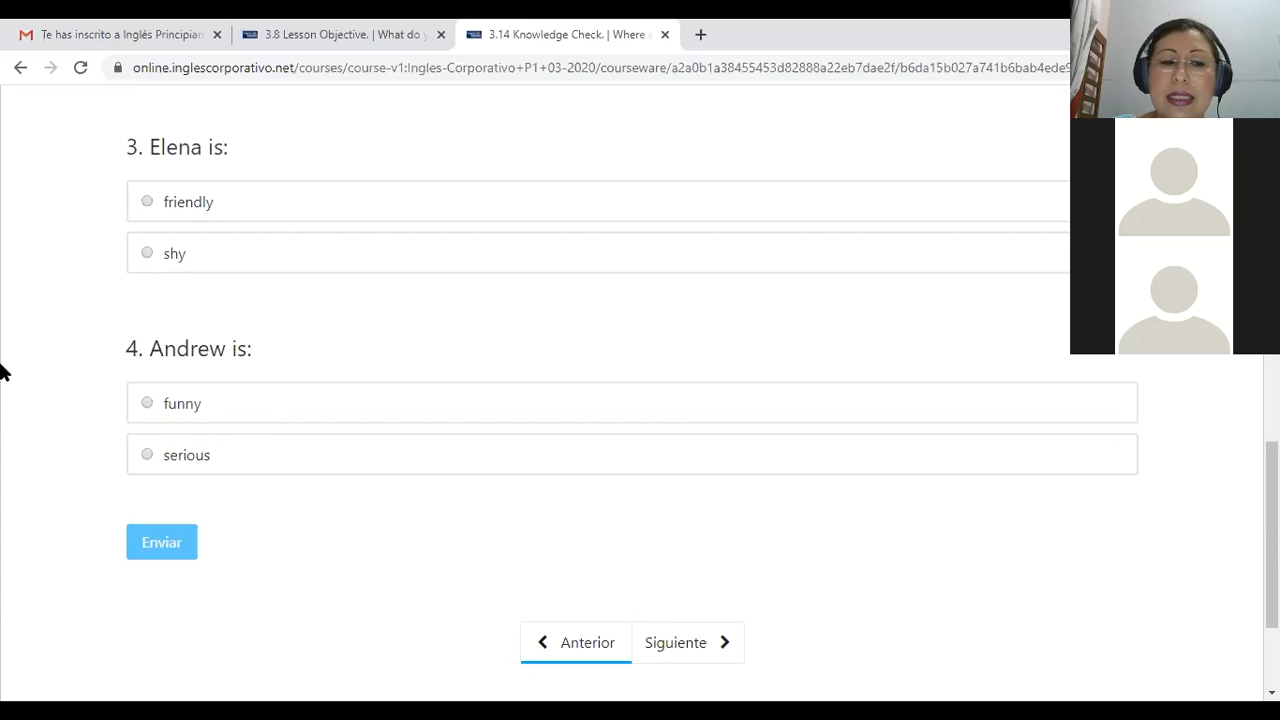 Te has inscrito a Inglés Principian
3.8 Lesson Objective. | What do y
3.14 Knowledge Check. | Where a
online.inglescorporativo.net/courses/course-v1:Ingles-Corporativo+P1+03-2020/courseware/a2a0b1a38455453d82888a22eb7dae2f/b6da15b027a741b6bab4ede9
3. Elena is:
friendly
shy
4. Andrew is:
funny
serious
Enviar
Anterior
Siguiente